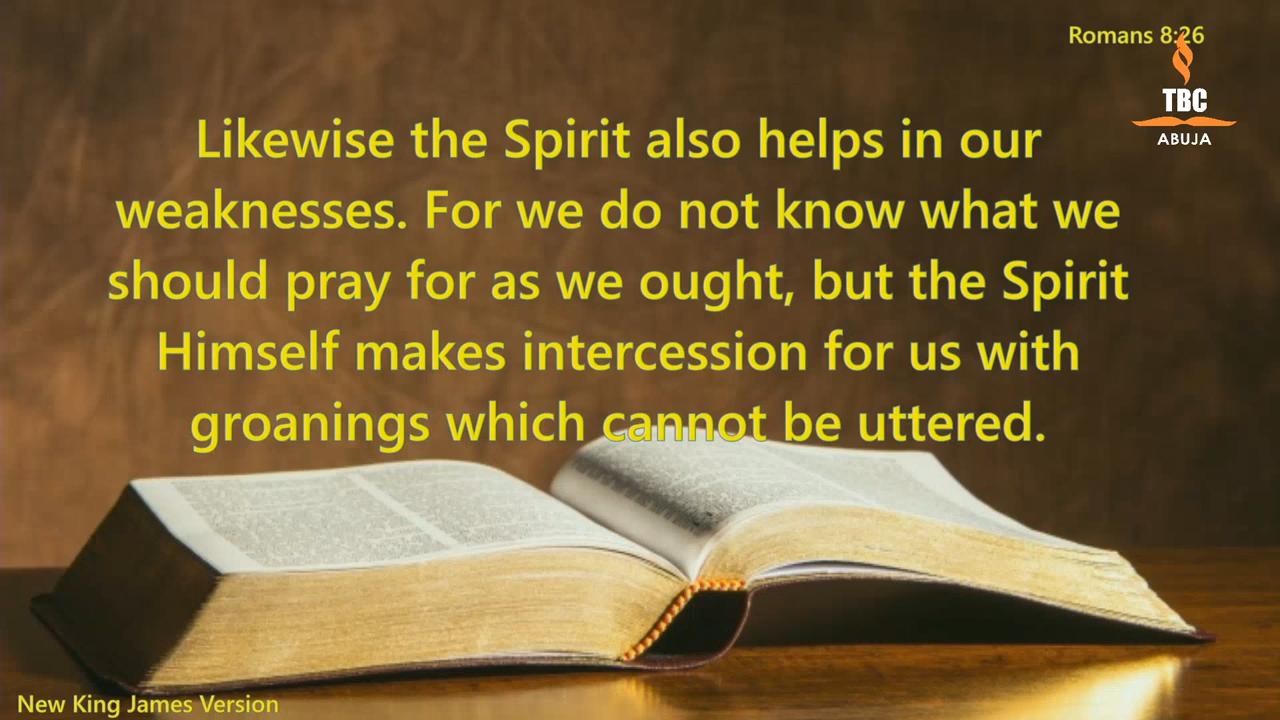 Romans 8:26
TBC
ABUJA
Likewise the Spirit also helps in our
weaknesses. For we do not know what we
should pray for as we ought, but the Spirit
Himself makes intercession for us with
groanings which cannot be uttered.
New King James Version